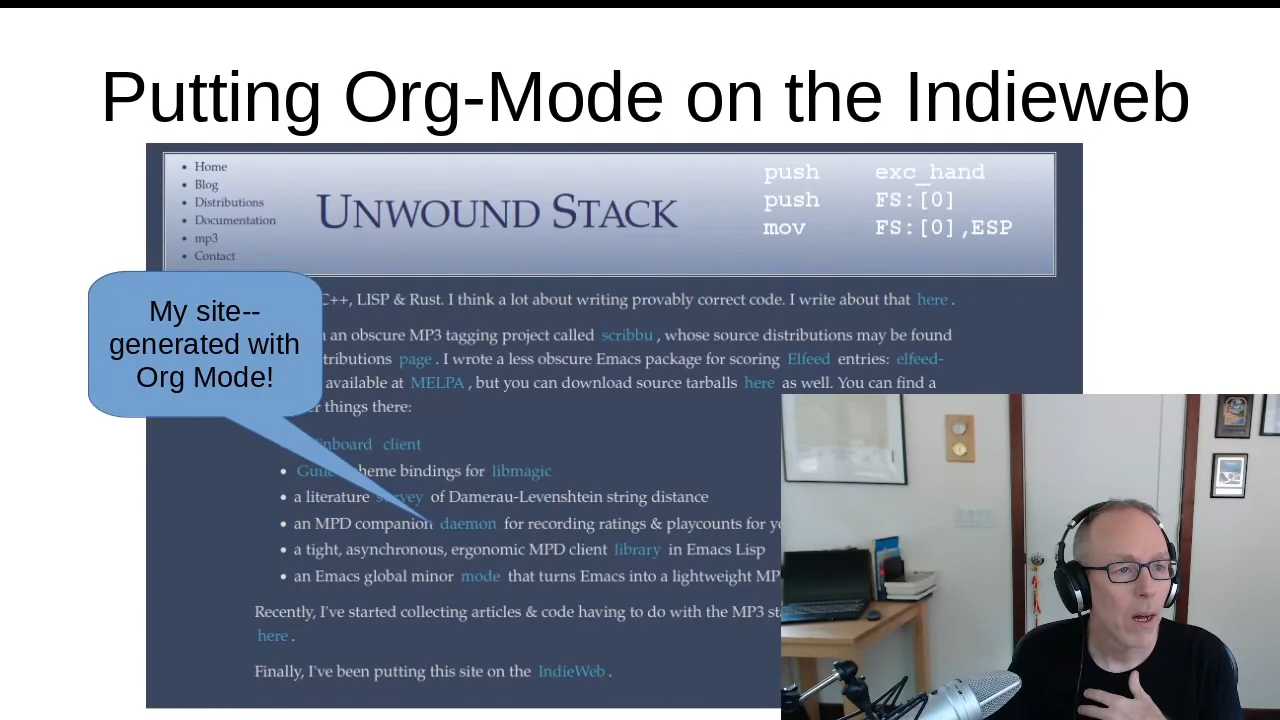 Putting Org-Mode on the Indieweb
Home
Blog
Distributions
Documentation
mp3
Contact
UNWOUND STACK
push exc_hand
push FS:[0]
mov FS:[0],ESP
My site--
generated with
Org Mode!
C++, LISP & Rust. I think a lot about writing provably correct code. I write about that here .
an obscure MP3 tagging project called scribbu , whose source distributions may be found
page . I wrote a less obscure Emacs package for scoring Elfeed entries: elfeed-
available at MELPA , but you can download source tarballs here as well. You can find a
things there:
client
bindings for libmagic
a literature survey of Damerau-Levenshtein string distance
an MPD companion daemon for recording ratings & playcounts for
a tight, asynchronous, ergonomic MPD client library in Emacs Lisp
an Emacs global minor mode that turns Emacs into a lightweight
Recently, I've started collecting articles & code having to do with the MP3
here .
Finally, I've been putting this site on the IndieWeb .